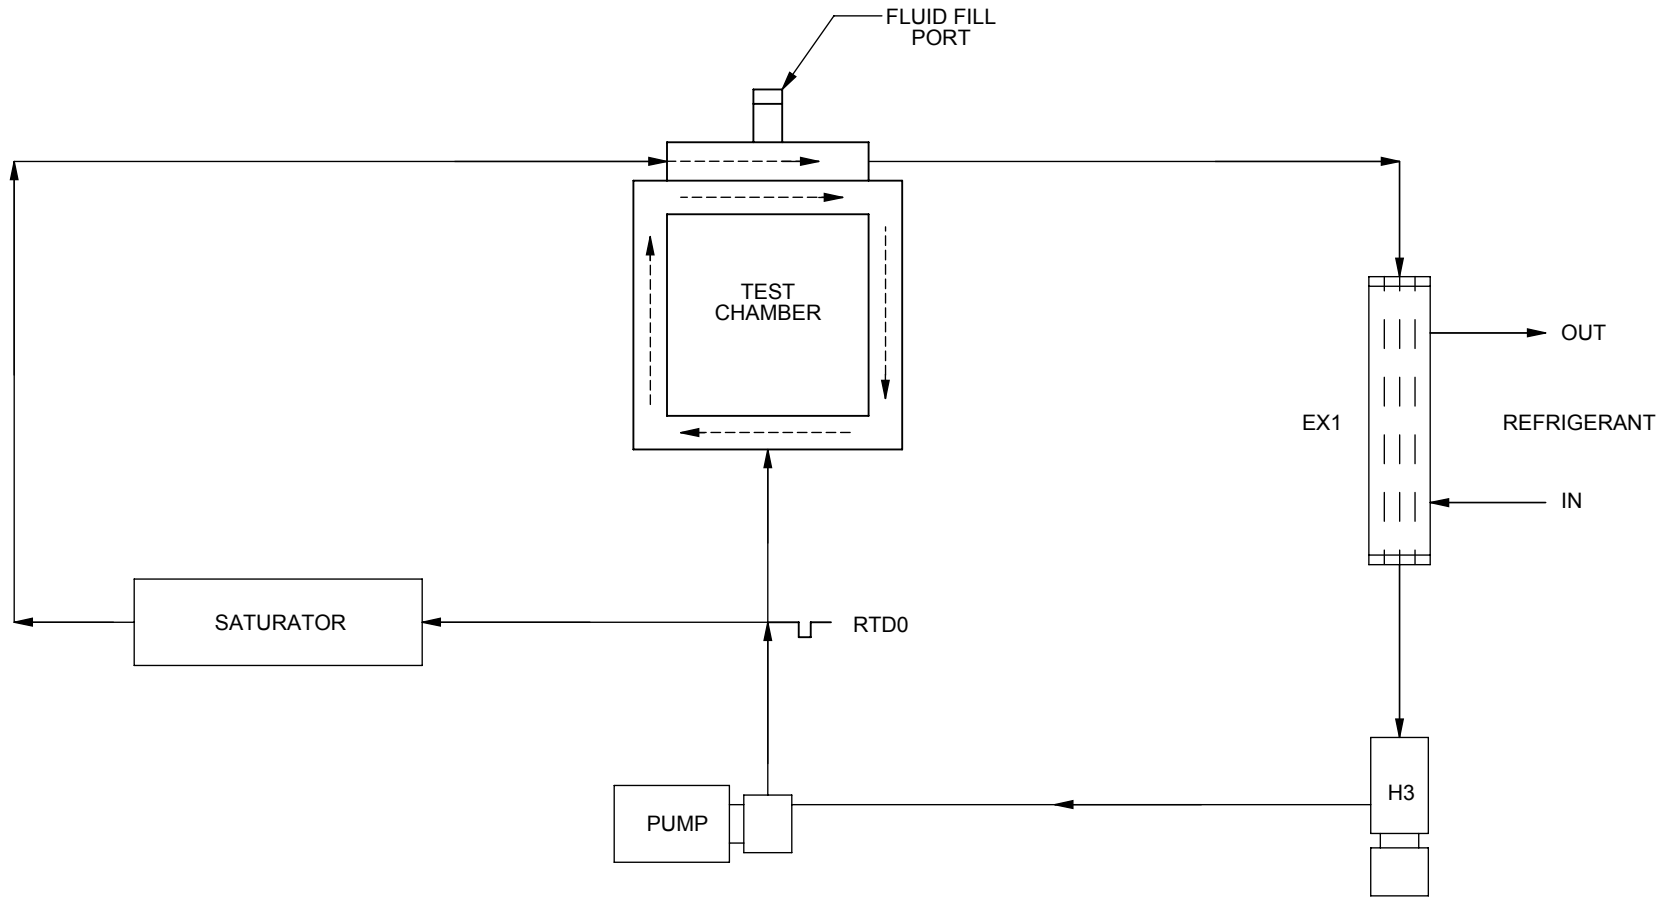 FLUID FILL
PORT
TEST
CHAMBER
OUT
EX1
REFRIGERANT
IN
SATURATOR
RTD0
H3
PUMP